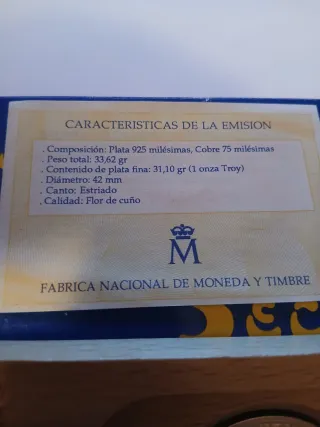 CARACTERISTICAS DE LA EMISION
. Composición: Plata 925 milésimas, Cobre 75 milésimas
. Peso total: 33,62 gr
. Contenido de plata fina: 31,10 gr (1 onza Troy)
. Diámetro: 42 mm
. Canto: Estriado
. Calidad: Flor de cuño
M
FABRICA NACIONAL DE MONEDA Y TIMBRE